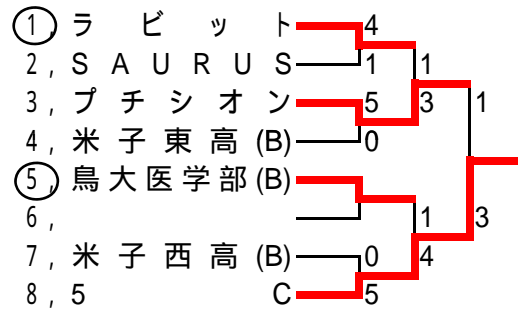 1, ラビット 4
2, SAURUS 1 1
3, プチシオン 5 3 1
4, 米子東高(B) 0
5, 鳥大医学部(B)
6, 1 3
7, 米子西高(B) 0 4
8, 5C 5